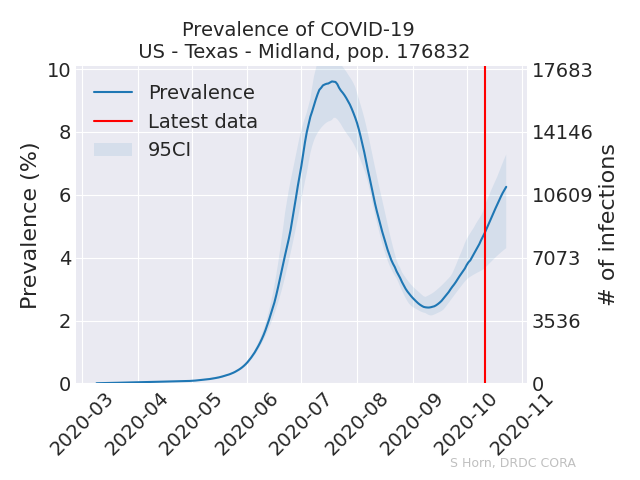 Prevalence of COVID-19
US - Texas - Midland, pop. 176832
Prevalence (%)
10
8
6
4
2
0
Prevalence
Latest data
95CI
17683
14146
10609
7073
3536
0
# of infections
2020-03
2020-04
2020-05
2020-06
2020-07
2020-08
2020-09
2020-10
2020-11
S Horn, DRDC CORA